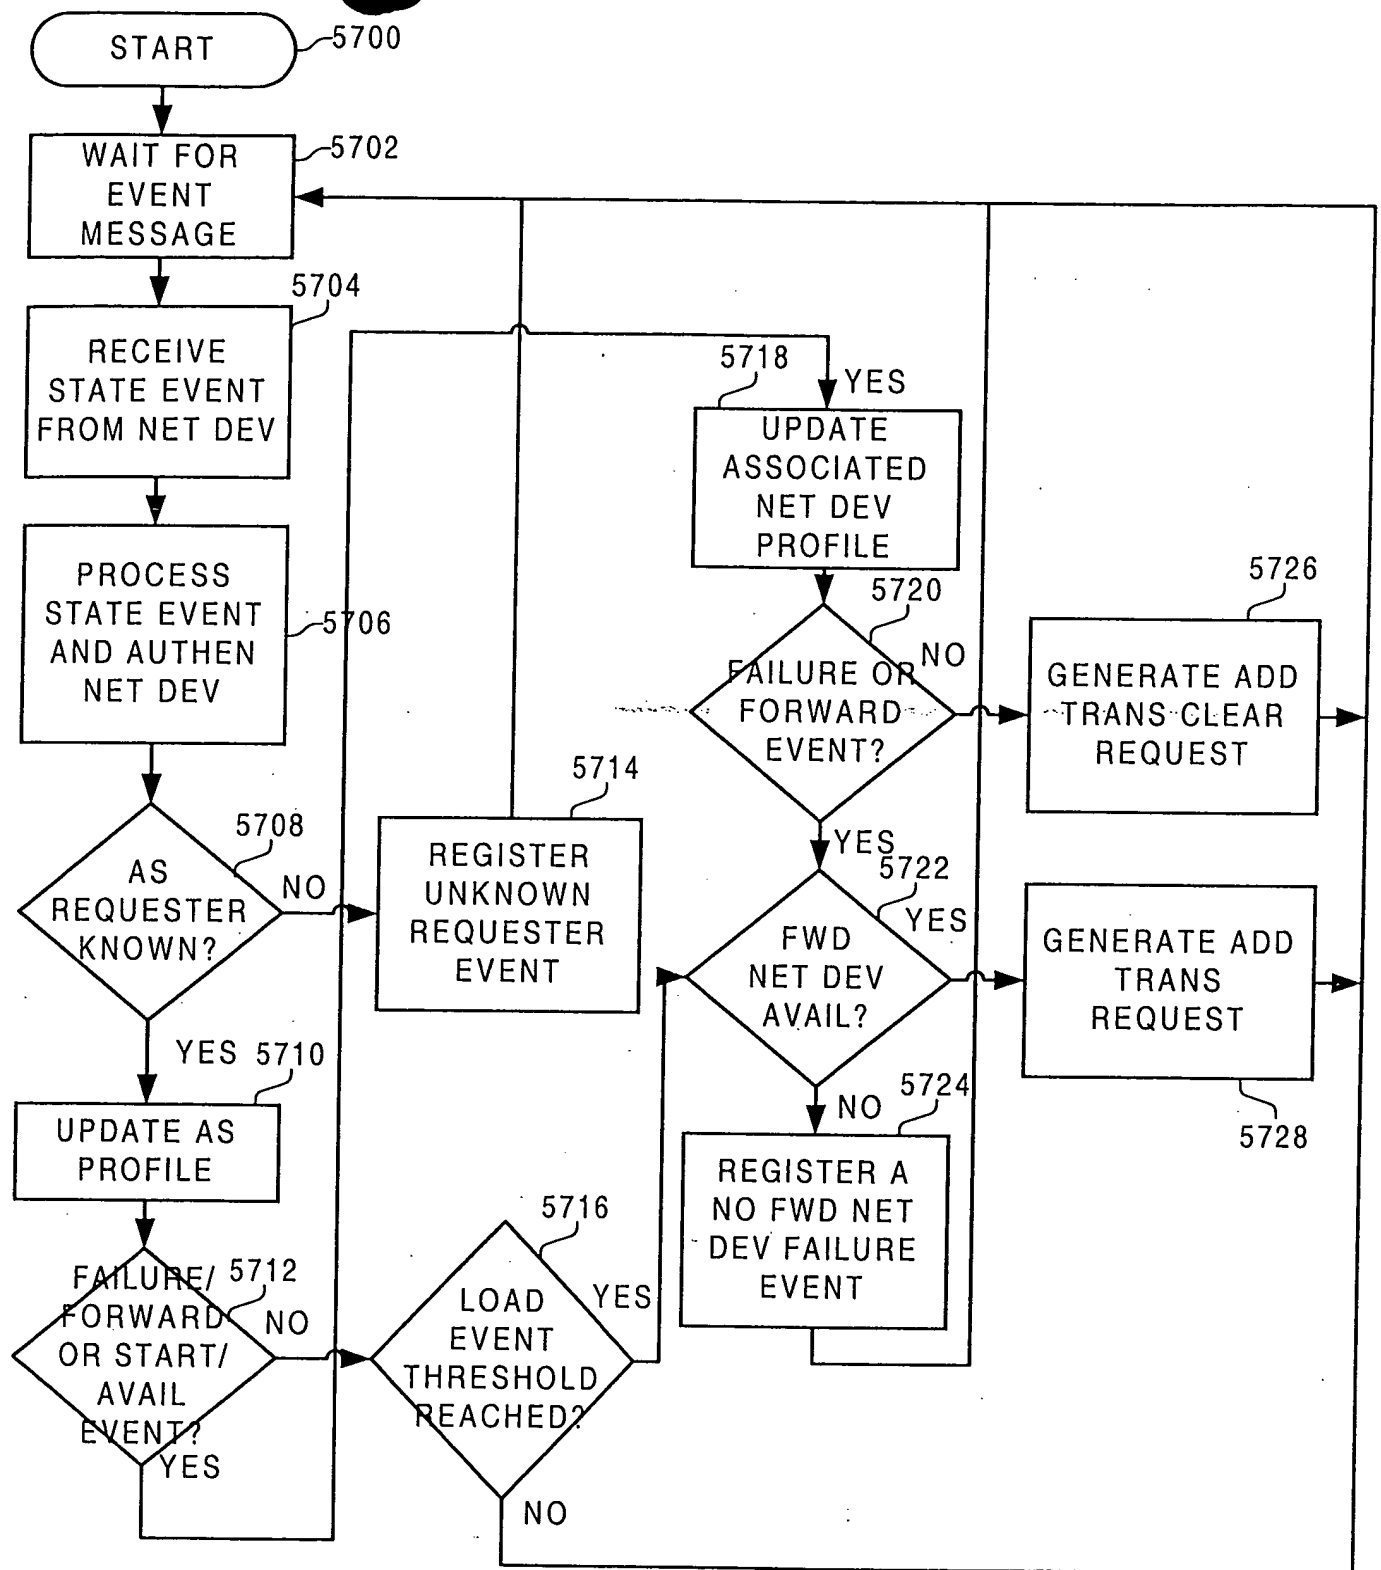 START
5700
WAIT FOR
EVENT
MESSAGE
5702
5704
RECEIVE
STATE EVENT
FROM NET DEV
PROCESS
STATE EVENT
AND AUTHEN
NET DEV
5706
5708
AS
REQUESTER
KNOWN?
NO
YES
5710
UPDATE AS
PROFILE
5712
FAILURE/
FORWARD
OR START/
AVAIL
EVENT?
NO
YES
5714
REGISTER
UNKNOWN
REQUESTER
EVENT
5716
LOAD
EVENT
THRESHOLD
REACHED?
YES
NO
5718
YES
UPDATE
ASSOCIATED
NET DEV
PROFILE
5720
FAILURE OR
FORWARD
EVENT?
NO
YES
5722
FWD
NET DEV
AVAIL?
YES
NO
5724
REGISTER A
NO FWD NET
DEV FAILURE
EVENT
5726
GENERATE ADD
TRANS CLEAR
REQUEST
GENERATE ADD
TRANS
REQUEST
5728